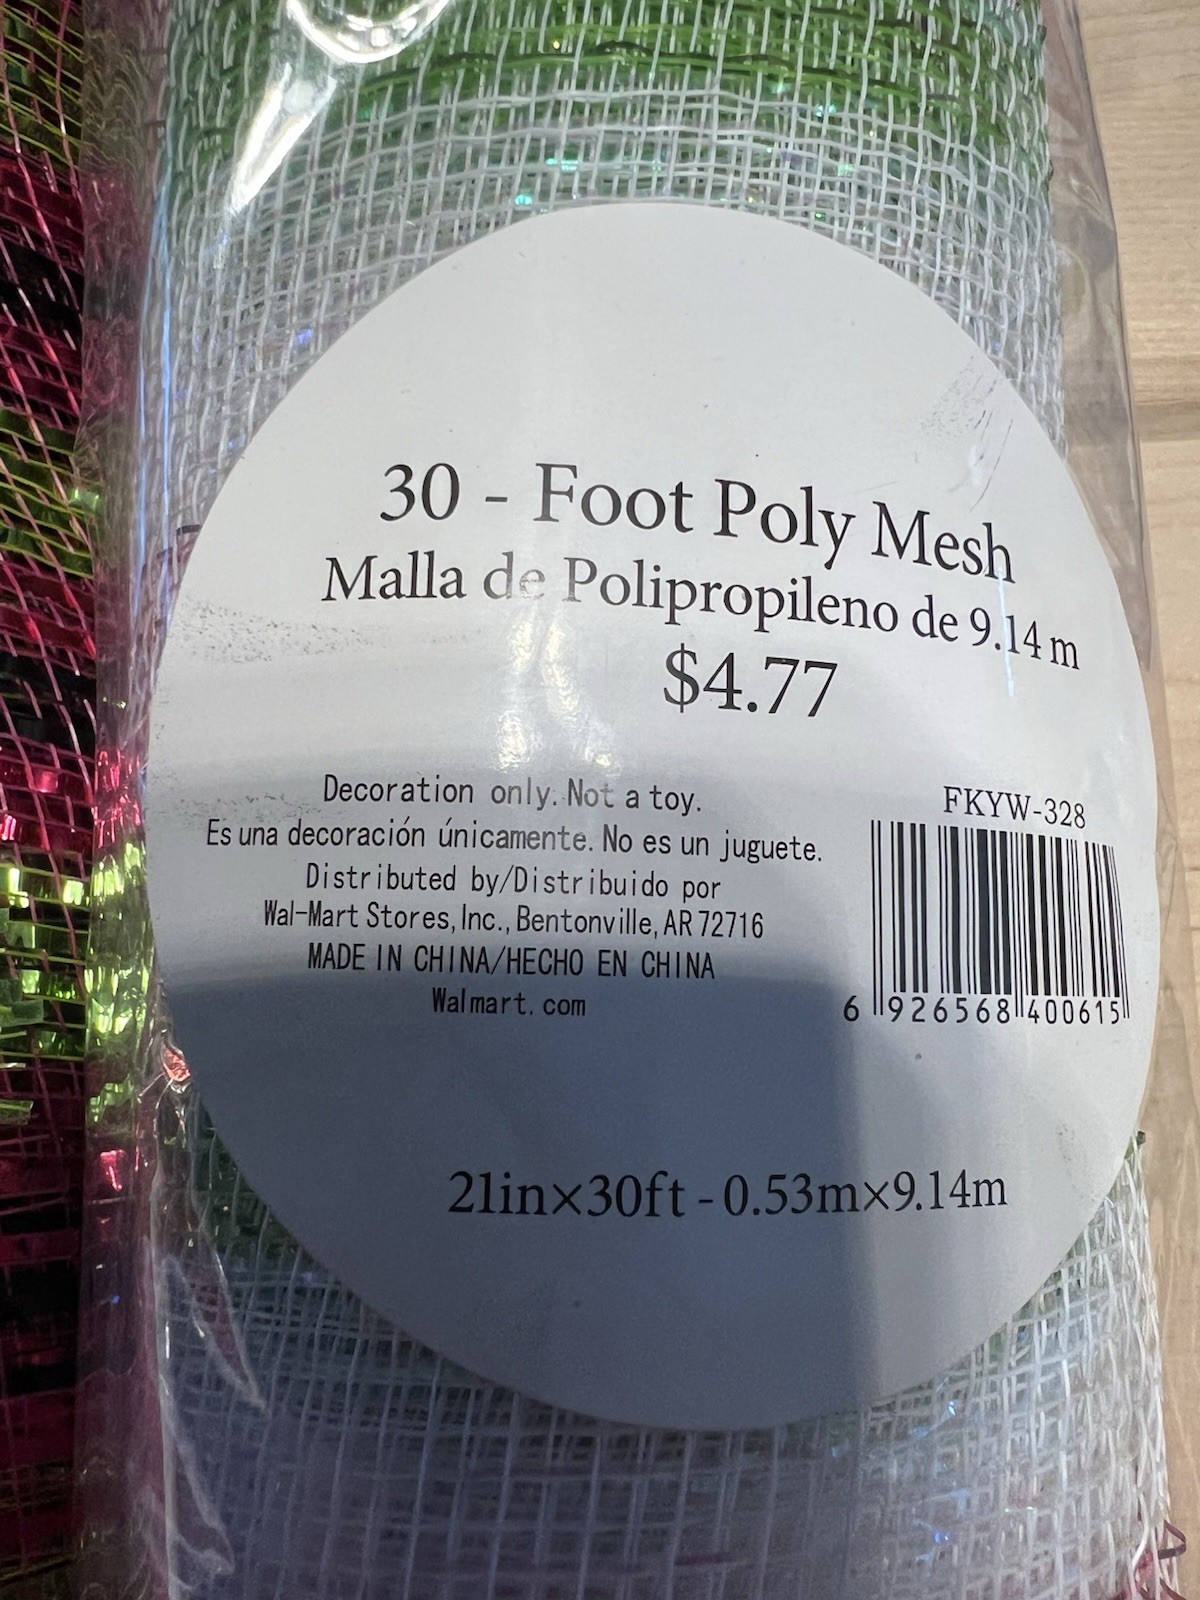 30 - Foot Poly Mesh
Malla de Polipropileno de 9.14 m
$4.77
Decoration only. Not a toy.
Es una decoración únicamente. No es un juguete.
Distributed by/Distribuido por
Wal-Mart Stores, Inc., Bentonville, AR 72716
MADE IN CHINA/HECHO EN CHINA
Walmart.com
FKYW-328
6 926568 400615
21in×30ft - 0.53m×9.14m